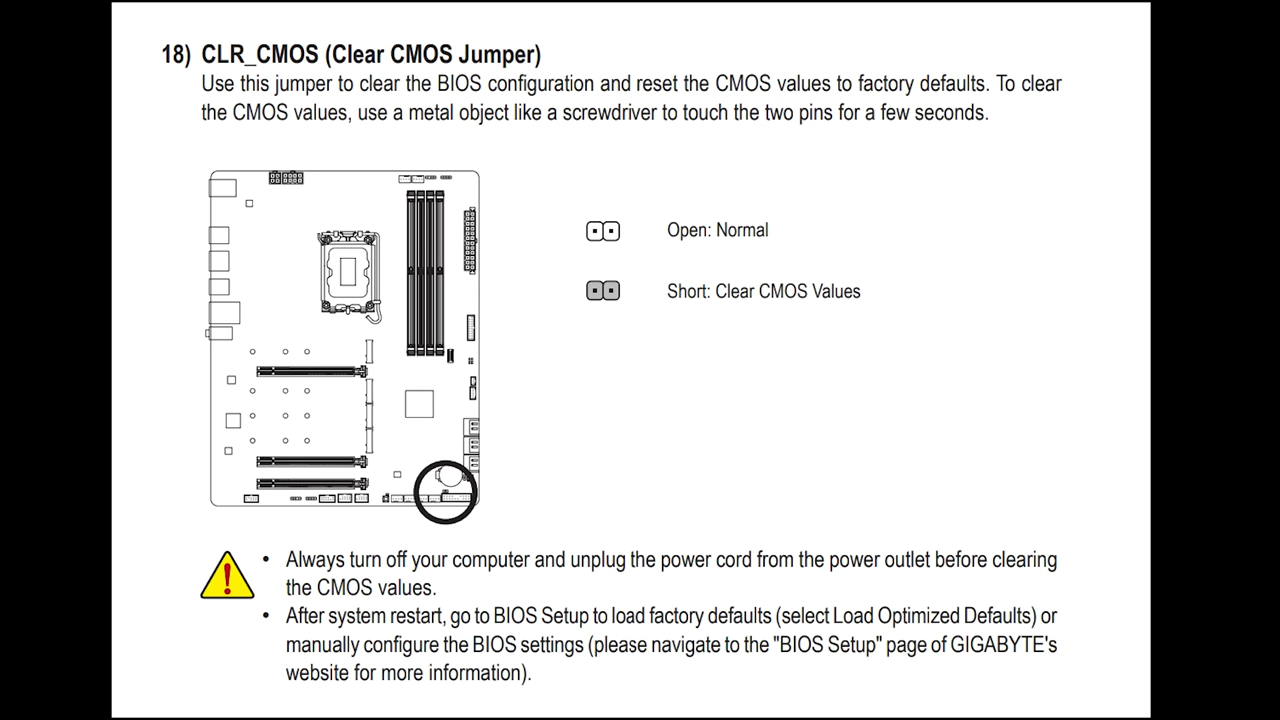 18) CLR_CMOS (Clear CMOS Jumper)
Use this jumper to clear the BIOS configuration and reset the CMOS values to factory defaults. To clear
the CMOS values, use a metal object like a screwdriver to touch the two pins for a few seconds.
Open: Normal
Short: Clear CMOS Values
• Always turn off your computer and unplug the power cord from the power outlet before clearing
the CMOS values.
• After system restart, go to BIOS Setup to load factory defaults (select Load Optimized Defaults) or
manually configure the BIOS settings (please navigate to the "BIOS Setup" page of GIGABYTE's
website for more information).